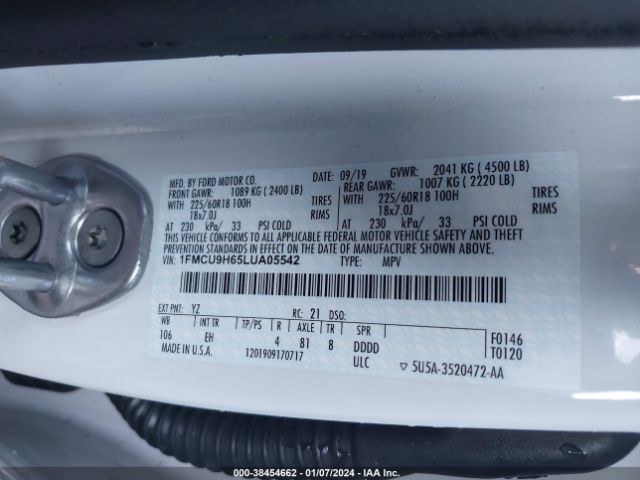 MFD. BY FORD MOTOR CO.
DATE: 09/19 GVWR: 2041 KG ( 4500 LB)
FRONT GAWR: 1089 KG ( 2400 LB)
REAR GAWR: 1007 KG ( 2220 LB)
WITH 225/60R18 100H TIRES
18x7.0J RIMS
WITH 225/60R18 100H TIRES
18x7.0J RIMS
AT 230 kPa/ 33 PSI COLD
AT 230 kPa/ 33 PSI COLD
THIS VEHICLE CONFORMS TO ALL APPLICABLE FEDERAL MOTOR VEHICLE SAFETY AND THEFT
PREVENTION STANDARDS IN EFFECT ON THE DATE OF MANUFACTURE SHOWN ABOVE.
VIN: 1FMCU9H65LUA05542 TYPE: MPV
EXT PNT: YZ RC: 21 DSO:
WB INT TR TP/PS R AXLE TR SPR
106 EH 4 81 8 DDDD
F0146
T0120
MADE IN U.S.A. 1201909170717 ULC ▽ 5U5A-3520472-AA
000-38454662 - 01/07/2024 - IAA Inc.